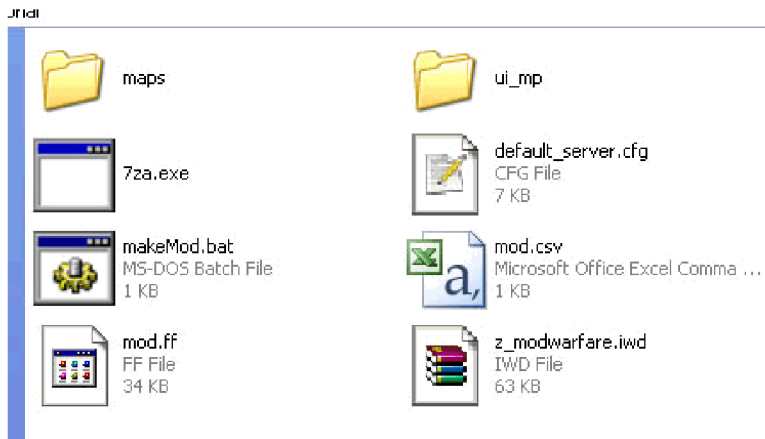 maps
ui_mp
7za.exe
default_server.cfg
CFG File
7 KB
makeMod.bat
MS-DOS Batch File
1 KB
mod.csv
Microsoft Office Excel Comma ...
1 KB
mod.ff
FF File
34 KB
z_modwarfare.iwd
IWD File
63 KB